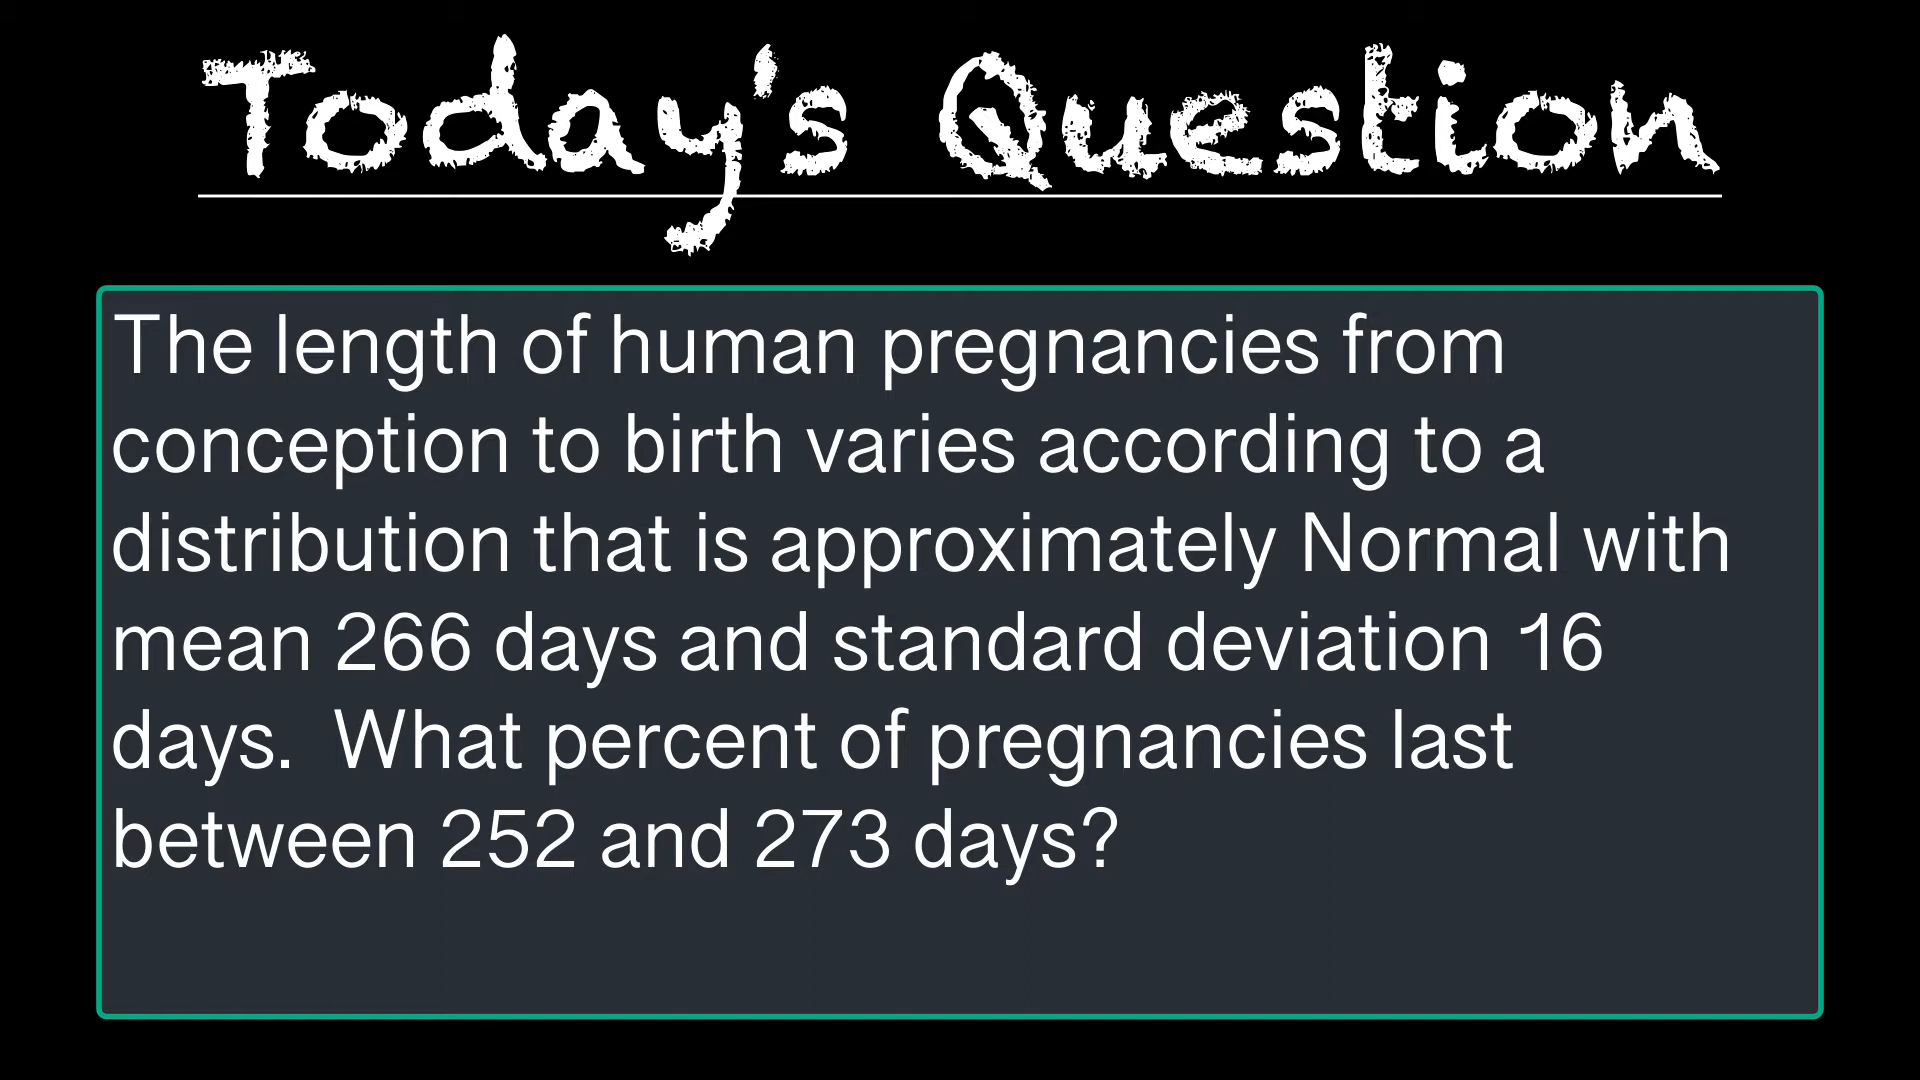 Today's Question
The length of human pregnancies from
conception to birth varies according to a
distribution that is approximately Normal with
mean 266 days and standard deviation 16
days.  What percent of pregnancies last
between 252 and 273 days?